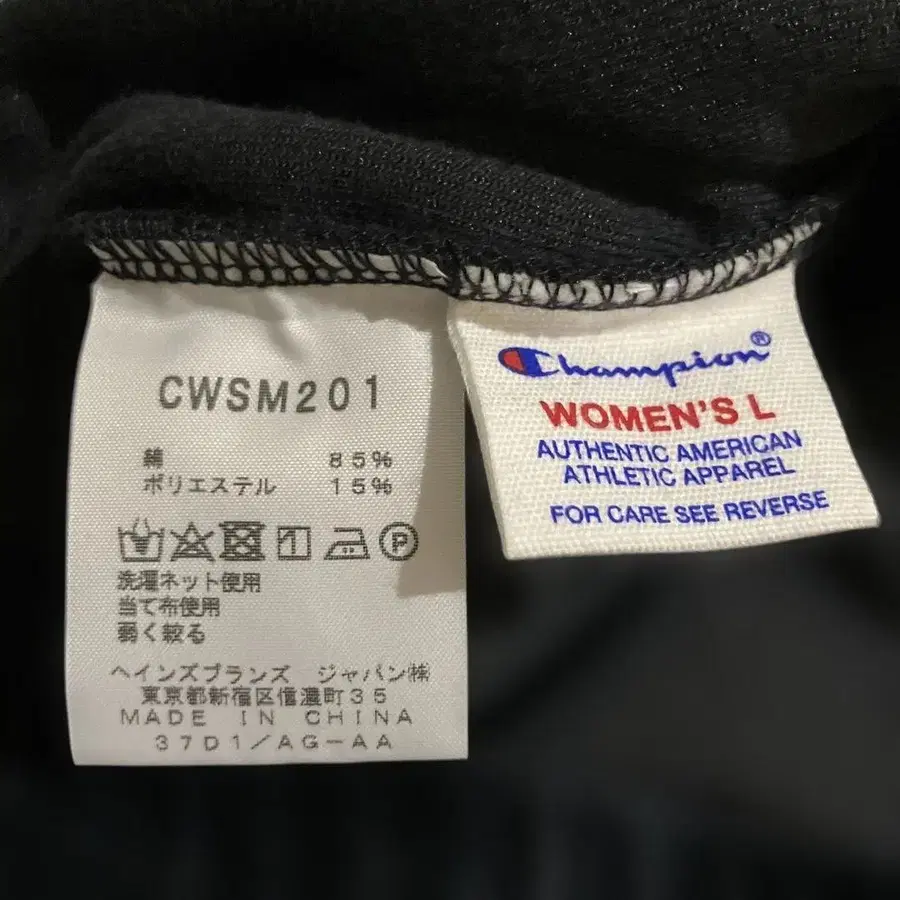 CWSM201
綿 85%
ポリエステル 15%
P
洗濯ネット使用
当て布使用
弱く絞る
ヘインズブランズ ジャパン㈱
東京都新宿区信濃町35
MADE IN CHINA
37D1/AG-AA
Champion®
WOMEN'S L
AUTHENTIC AMERICAN
ATHLETIC APPAREL
FOR CARE SEE REVERSE